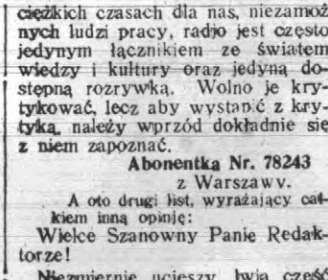 ciężkich czasach dla nas, niezamoż-
nych ludzi pracy, radjo jest często
jedynym łącznikiem ze światem
wiedzy i kultury oraz jedyną do-
stępną rozrywką. Wolno je kry-
tykować, lecz aby wystąpić z kry-
tyką, należy wprzód dokładnie się
z niem zapoznać.
Abonentka Nr. 78243
z Warszawy.
A oto drugi list, wyrażający cał-
kiem inną opinję:
Wielce Szanowny Panie Redak-
torze!
Niezmiernie ucieszy